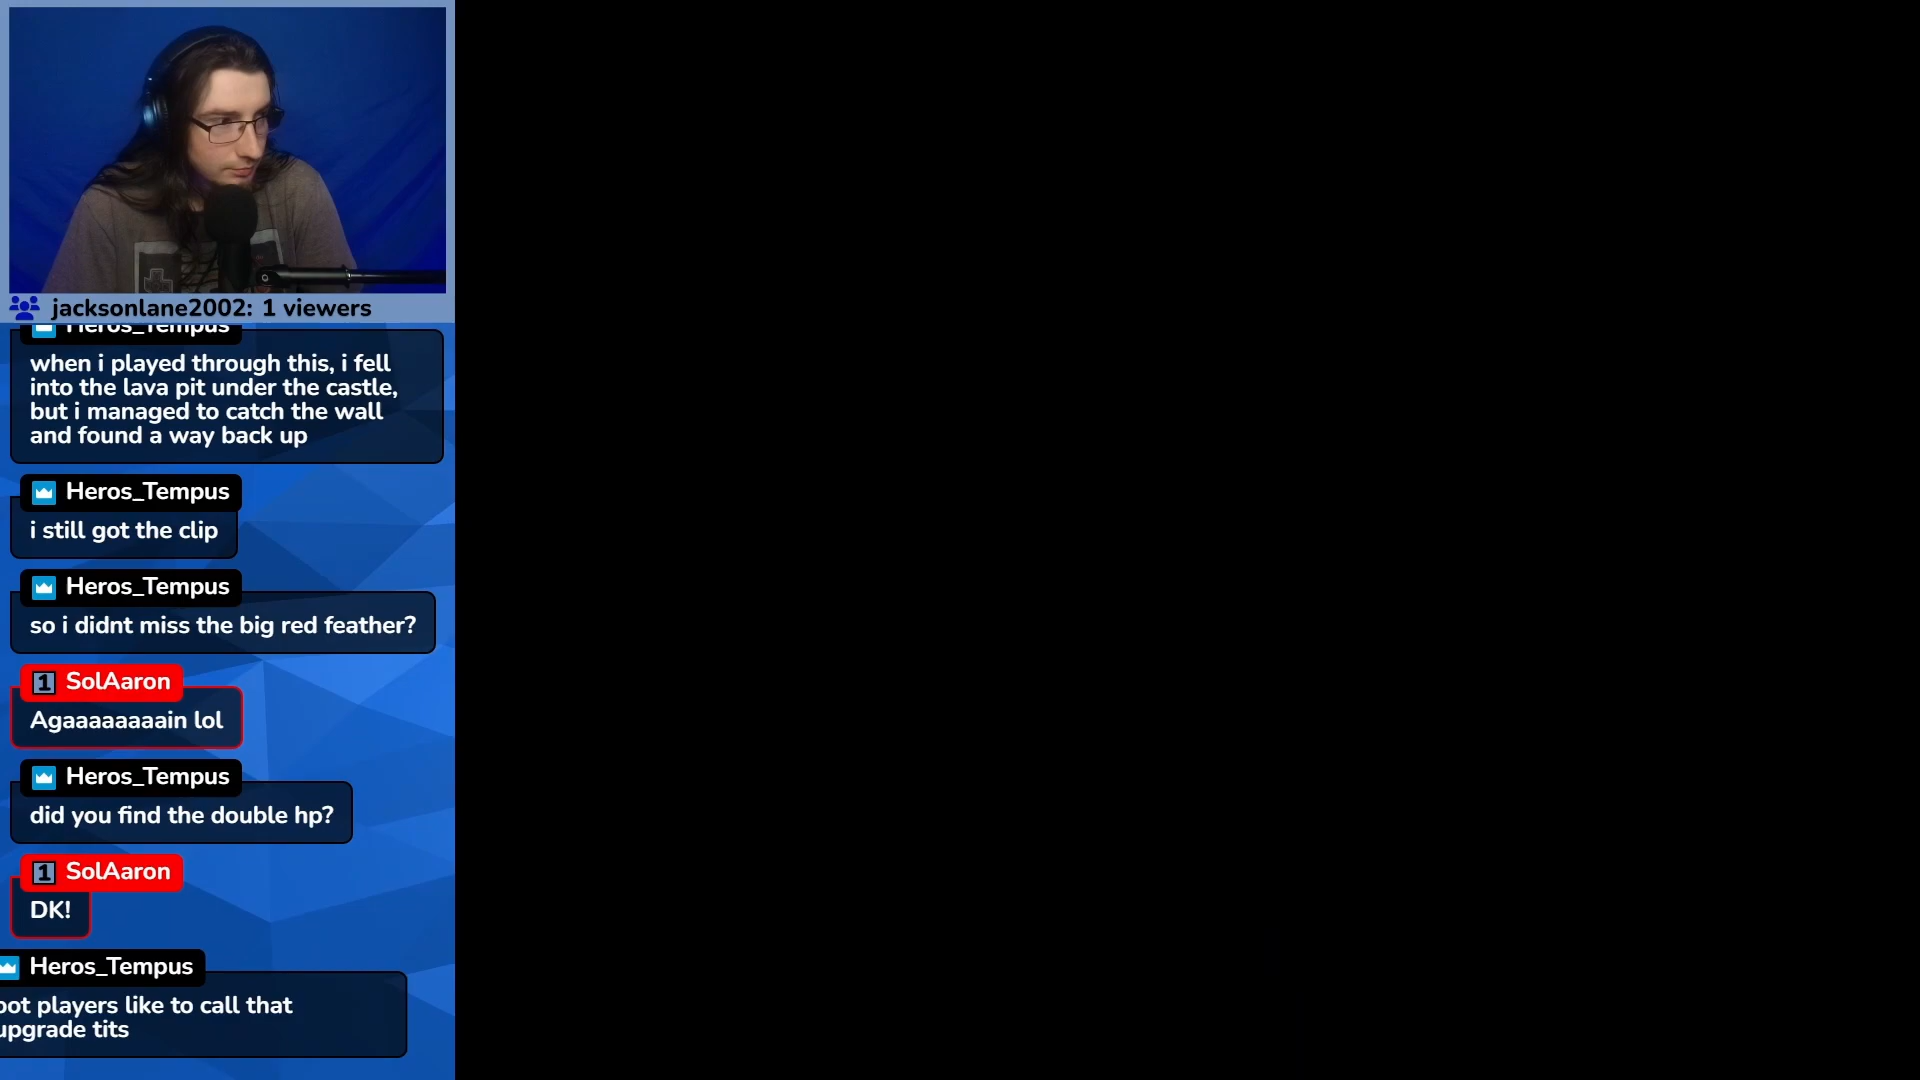 jacksonlane2002: 1 viewers
Heros_Tempus
when i played through this, i fell
into the lava pit under the castle,
but i managed to catch the wall
and found a way back up
Heros_Tempus
i still got the clip
Heros_Tempus
so i didnt miss the big red feather?
1 SolAaron
Agaaaaaaaain lol
Heros_Tempus
did you find the double hp?
1 SolAaron
DK!
Heros_Tempus
players like to call that
upgrade tits